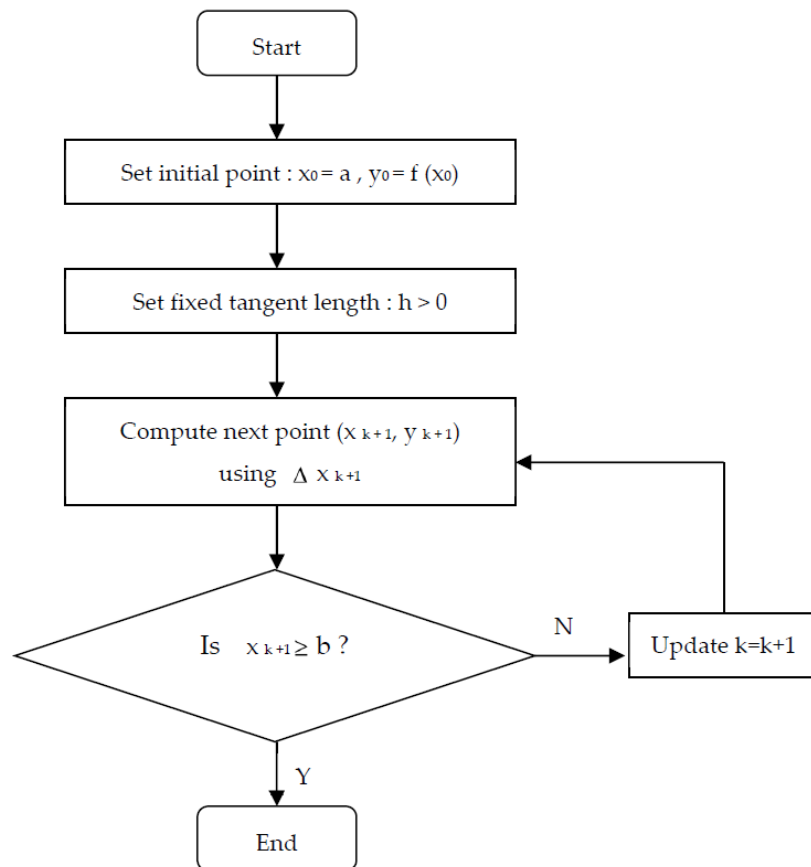 Start
Set initial point : x₀ = a , y₀ = f (x₀)
Set fixed tangent length : h > 0
Compute next point (x ₖ₊₁, y ₖ₊₁)
using Δ x ₖ₊₁
Is x ₖ₊₁ ≥ b ?
N
Update k=k+1
Y
End